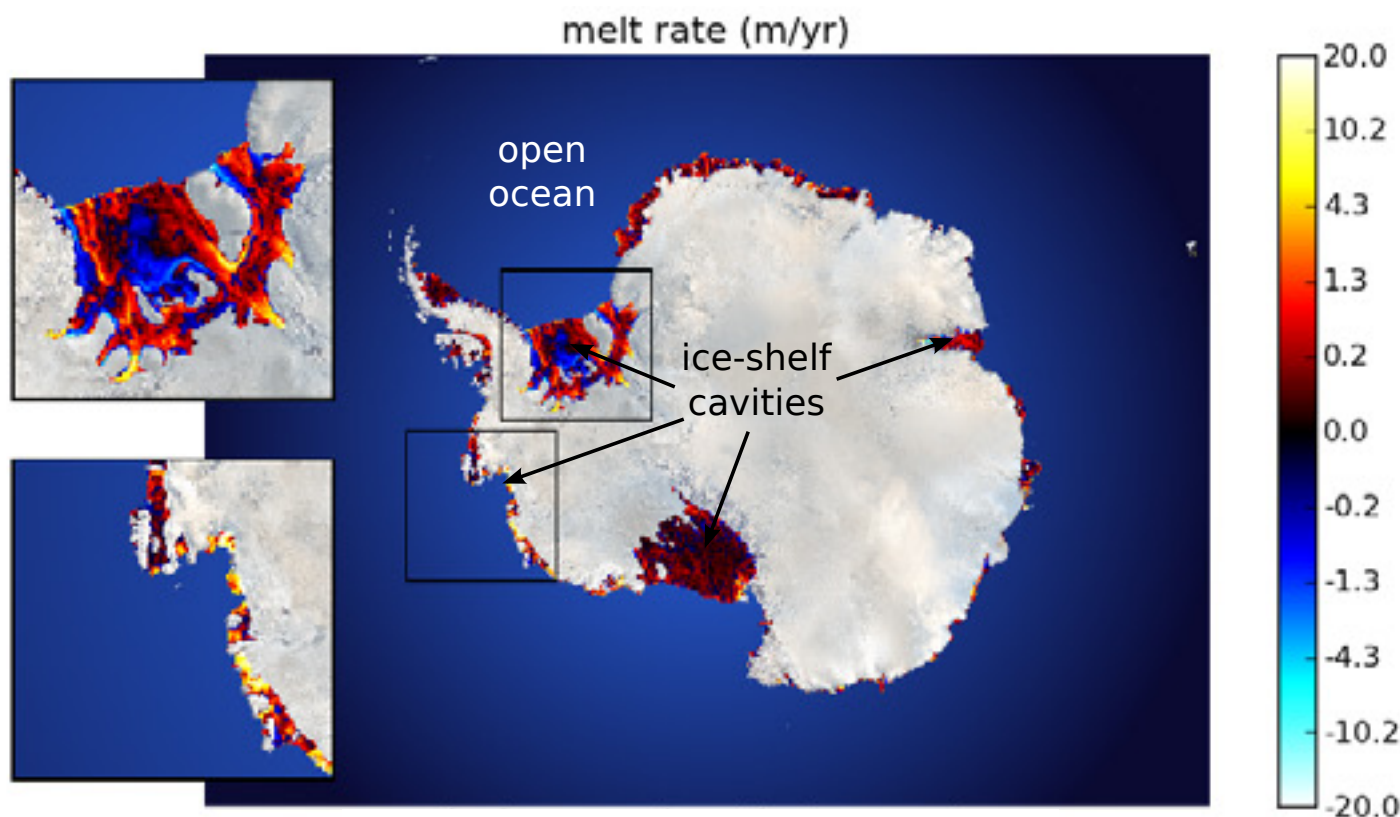 melt rate (m/yr)
open
ocean
ice-shelf
cavities
20.0
10.2
4.3
1.3
0.2
0.0
-0.2
-1.3
-4.3
-10.2
-20.0